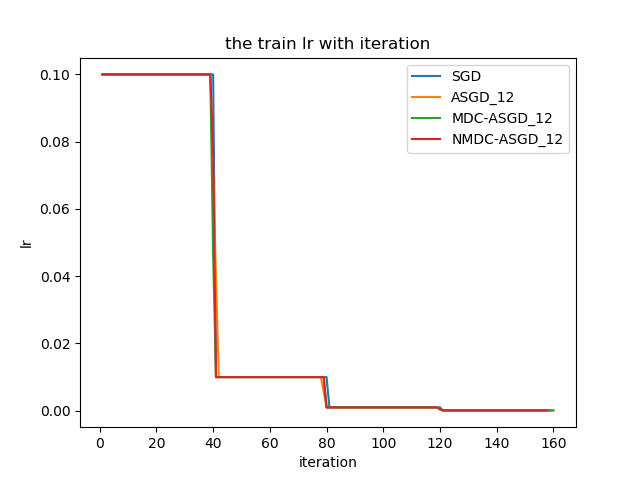 the train lr with iteration
SGD
ASGD_12
MDC-ASGD_12
NMDC-ASGD_12
0.10
0.08
0.06
0.04
0.02
0.00
lr
0 20 40 60 80 100 120 140 160
iteration